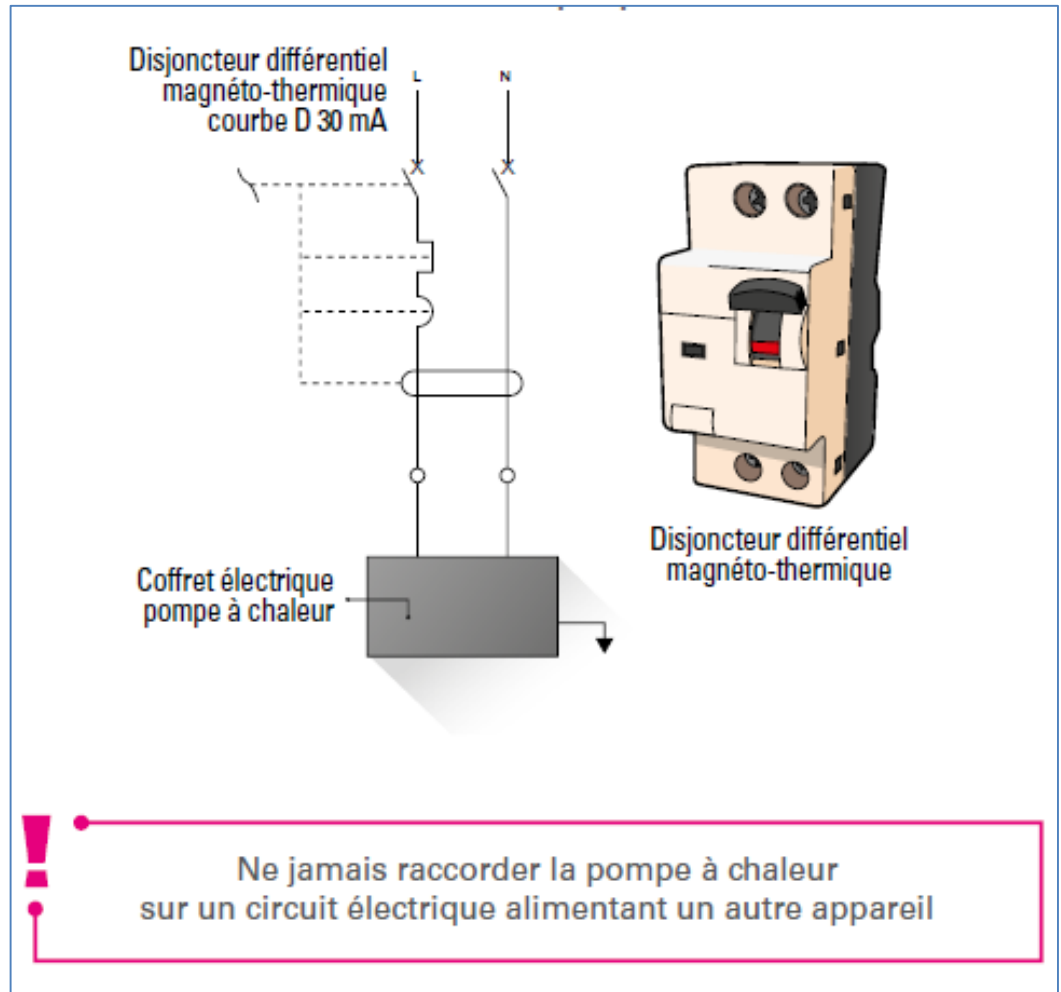 Disjoncteur différentiel
magnéto-thermique
courbe D 30 mA
L
N
Disjoncteur différentiel
magnéto-thermique
Coffret électrique
pompe à chaleur
Ne jamais raccorder la pompe à chaleur
sur un circuit électrique alimentant un autre appareil